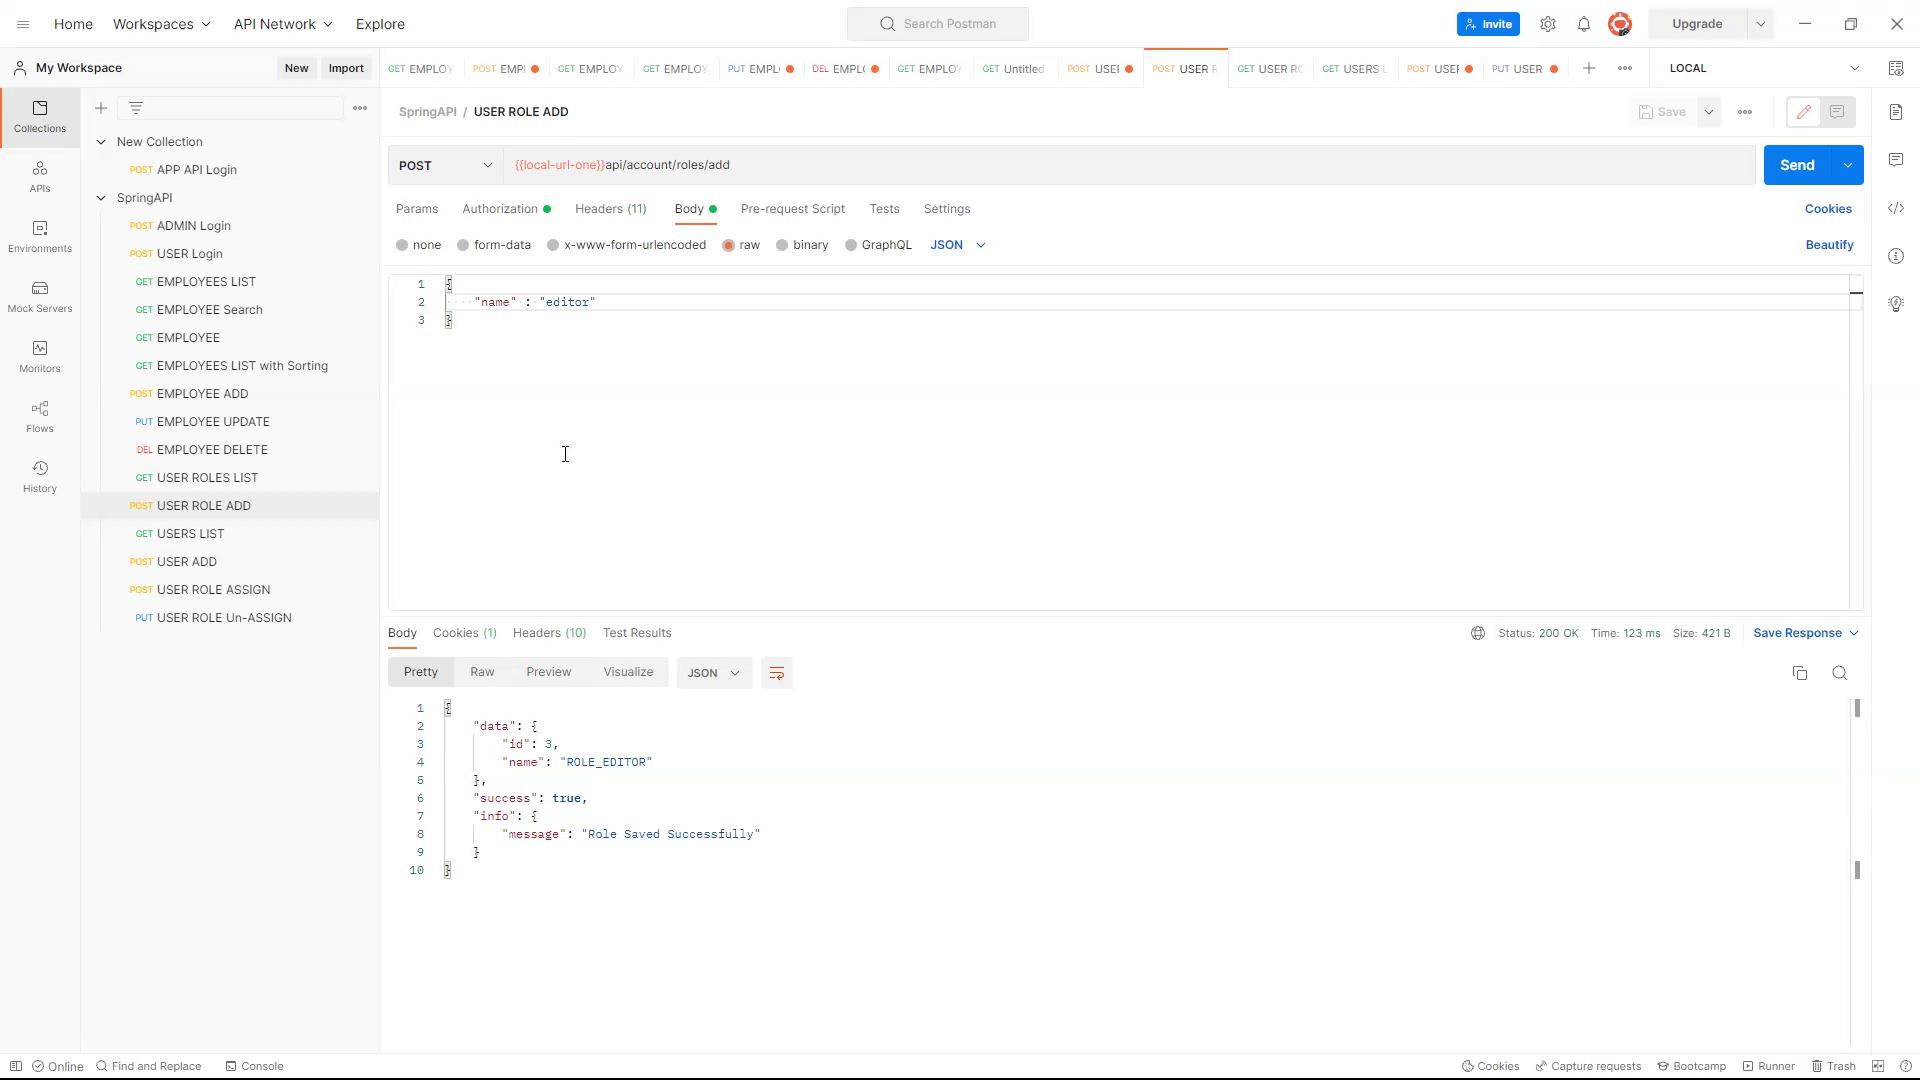 Home Workspaces API Network Explore Search Postman Invite Upgrade
My Workspace New Import GET EMPLOY POST EMPL GET EMPLOY GET EMPLOY PUT EMPL DEL EMPL GET EMPLOY GET Untitled POST USEF POST USER F GET USER RC GET USERS L POST USEF PUT USER LOCAL
Collections
APIs
Environments
Mock Servers
Monitors
Flows
History
New Collection
POST APP API Login
SpringAPI
POST ADMIN Login
POST USER Login
GET EMPLOYEES LIST
GET EMPLOYEE Search
GET EMPLOYEE
GET EMPLOYEES LIST with Sorting
POST EMPLOYEE ADD
PUT EMPLOYEE UPDATE
DEL EMPLOYEE DELETE
GET USER ROLES LIST
POST USER ROLE ADD
GET USERS LIST
POST USER ADD
POST USER ROLE ASSIGN
PUT USER ROLE Un-ASSIGN
SpringAPI / USER ROLE ADD Save
POST {{local-url-one}}api/account/roles/add Send
Params Authorization Headers (11) Body Pre-request Script Tests Settings Cookies
none form-data x-www-form-urlencoded raw binary GraphQL JSON Beautify
1 {
2 "name" : "editor"
3 }
Body Cookies (1) Headers (10) Test Results Status: 200 OK Time: 123 ms Size: 421 B Save Response
Pretty Raw Preview Visualize JSON
1 {
2 "data": {
3 "id": 3,
4 "name": "ROLE_EDITOR"
5 },
6 "success": true,
7 "info": {
8 "message": "Role Saved Successfully"
9 }
10 }
Online Find and Replace Console Cookies Capture requests Bootcamp Runner Trash